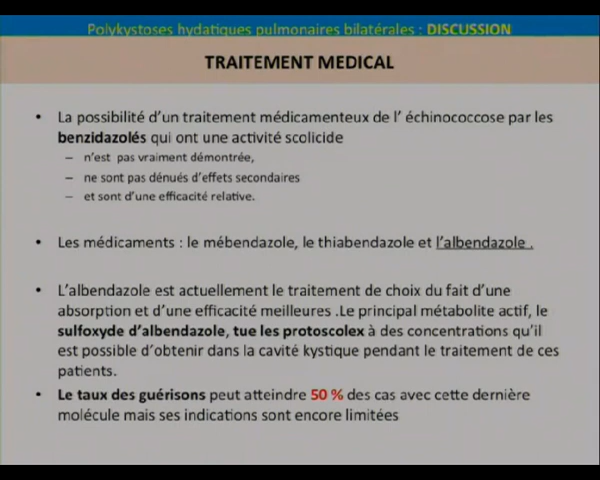 Polykystoses hydatiques pulmonaires bilatérales : DISCUSSION
TRAITEMENT MEDICAL
• La possibilité d'un traitement médicamenteux de l' échinococcose par les
benzidazolés qui ont une activité scolicide
– n'est pas vraiment démontrée,
– ne sont pas dénués d'effets secondaires
– et sont d'une efficacité relative.
• Les médicaments : le mébendazole, le thiabendazole et l'albendazole .
• L'albendazole est actuellement le traitement de choix du fait d'une
absorption et d'une efficacité meilleures .Le principal métabolite actif, le
sulfoxyde d'albendazole, tue les protoscolex à des concentrations qu'il
est possible d'obtenir dans la cavité kystique pendant le traitement de ces
patients.
• Le taux des guérisons peut atteindre 50 % des cas avec cette dernière
molécule mais ses indications sont encore limitées